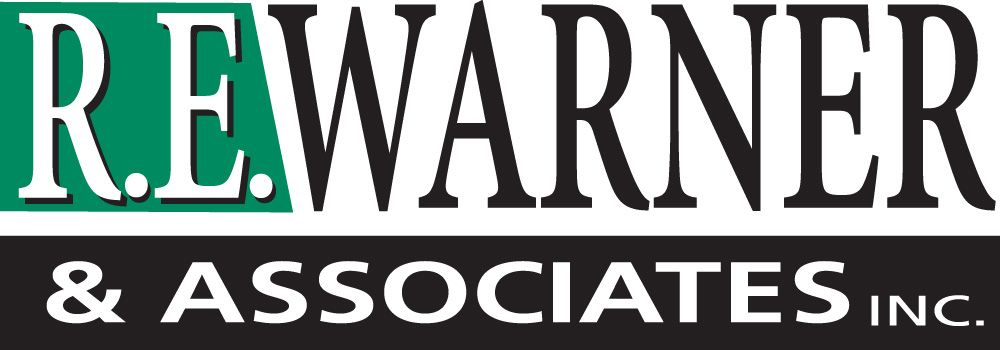 R.E. WARNER
& ASSOCIATES INC.